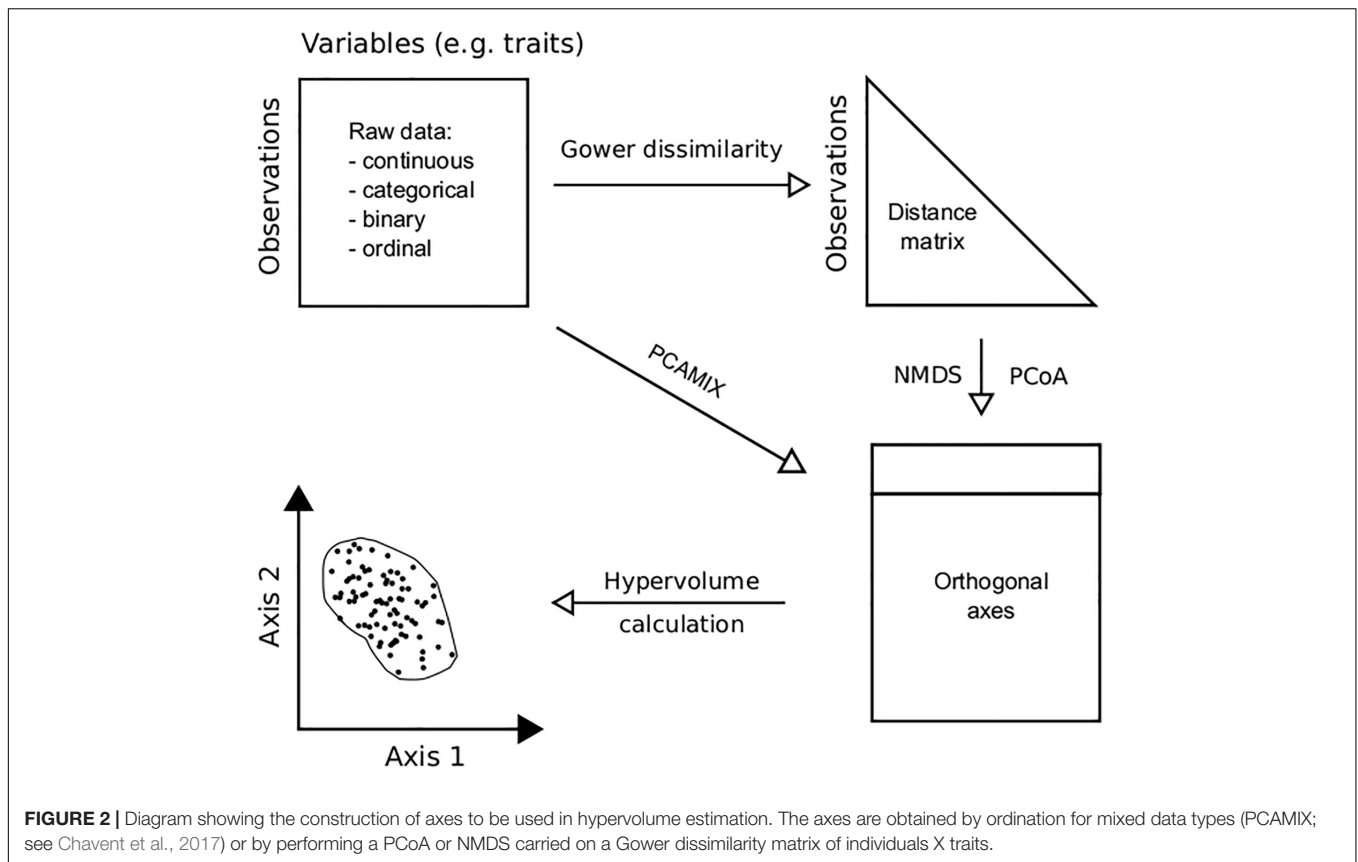 Variables (e.g. traits)
Observations
Raw data:
- continuous
- categorical
- binary
- ordinal
Gower dissimilarity
Observations
Distance
matrix
PCAMIX
NMDS
PCoA
Orthogonal
axes
Hypervolume
calculation
Axis 2
Axis 1
FIGURE 2 | Diagram showing the construction of axes to be used in hypervolume estimation. The axes are obtained by ordination for mixed data types (PCAMIX;
see Chavent et al., 2017) or by performing a PCoA or NMDS carried on a Gower dissimilarity matrix of individuals X traits.